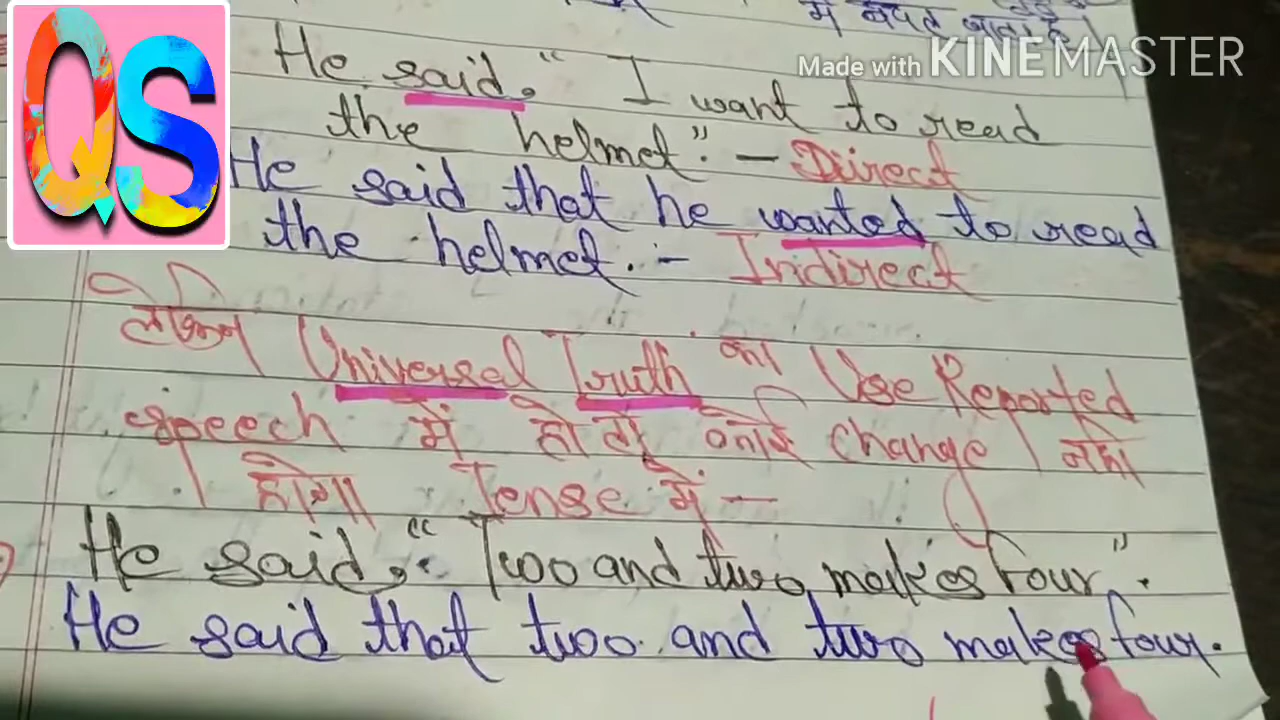 में बदल जाता है।
Made with KINEMASTER
QS
He said, “ I want to read
the helmet”. – Direct
He said that he wanted to read
the helmet. – Indirect
लेकिन Universal Truth का Use Reported
speech में हो तो कोई change नही
होगा Tense में –
He said, “ Two and two makes four”.
He said that two and two makes four.